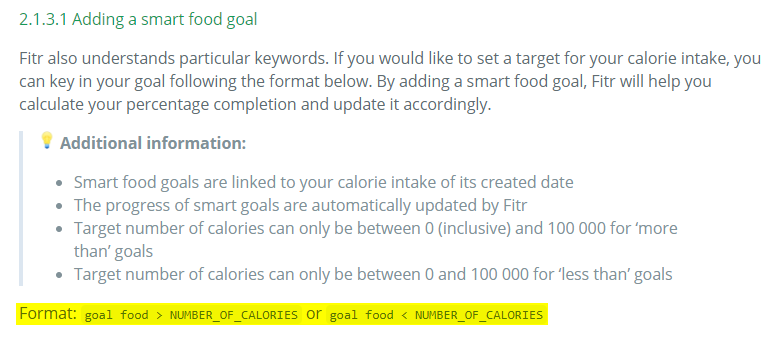 2.1.3.1 Adding a smart food goal
Fitr also understands particular keywords. If you would like to set a target for your calorie intake, you
can key in your goal following the format below. By adding a smart food goal, Fitr will help you
calculate your percentage completion and update it accordingly.
Additional information:
• Smart food goals are linked to your calorie intake of its created date
• The progress of smart goals are automatically updated by Fitr
• Target number of calories can only be between 0 (inclusive) and 100 000 for ‘more
than’ goals
• Target number of calories can only be between 0 and 100 000 for ‘less than’ goals
Format: goal food > NUMBER_OF_CALORIES or goal food < NUMBER_OF_CALORIES